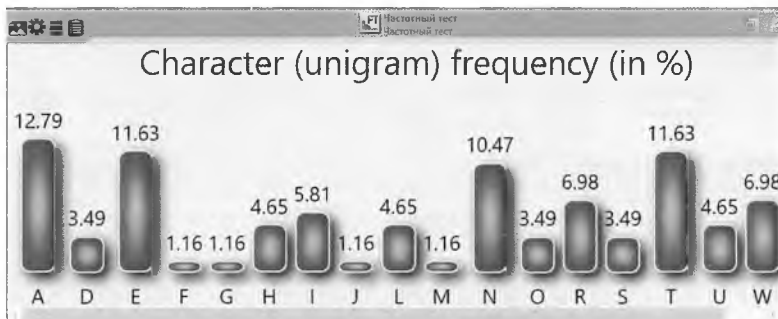 FT Частотный тест
Частотный тест
Character (unigram) frequency (in %)
12.79 3.49 11.63 1.16 1.16 4.65 5.81 1.16 4.65 1.16 10.47 3.49 6.98 3.49 11.63 4.65 6.98
A D E F G H I J L M N O R S T U W